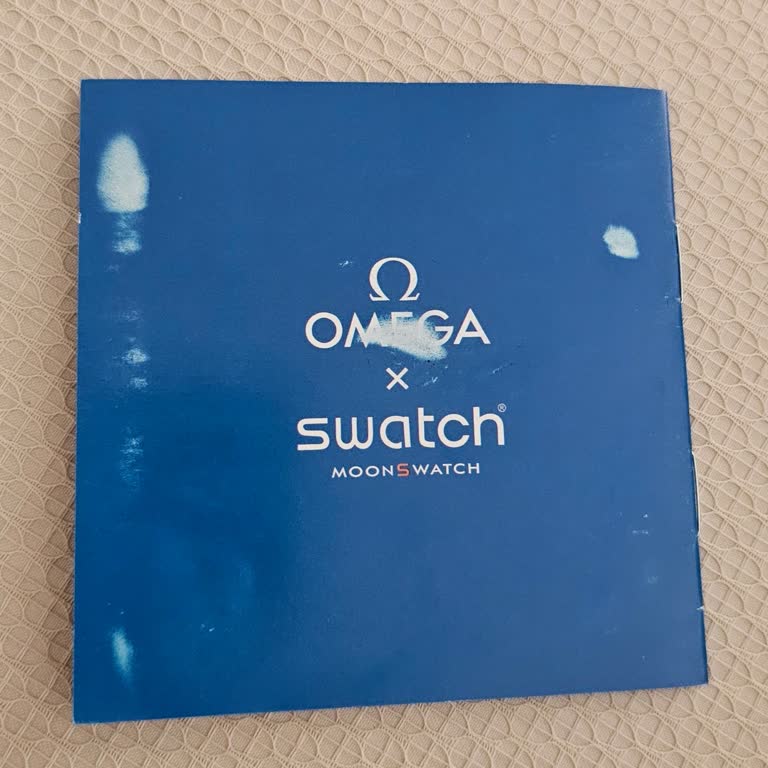 Ω
OMEGA
×
swatch®
MOONSWATCH